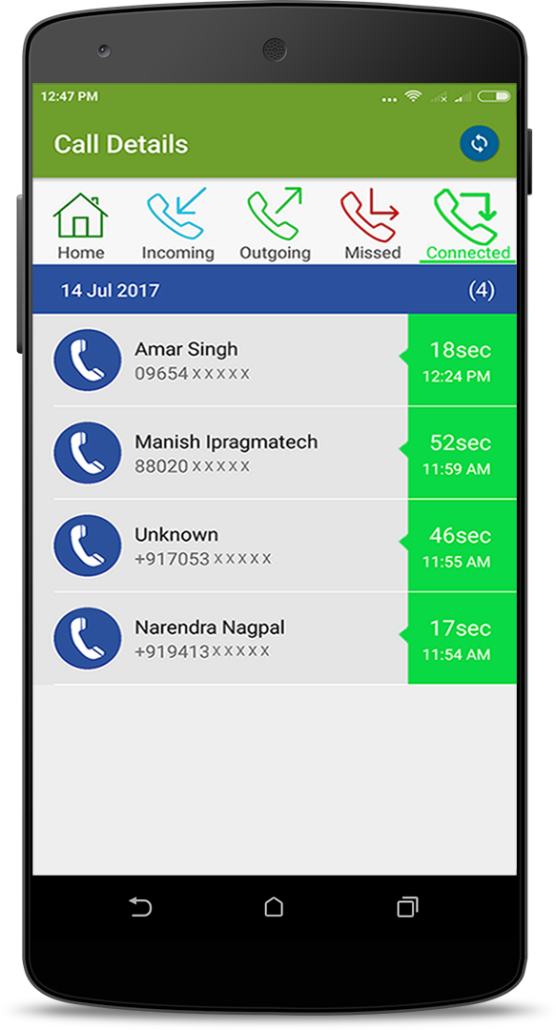 12:47 PM
Call Details
Home Incoming Outgoing Missed Connected
14 Jul 2017 (4)
Amar Singh 18sec
09654xxxxx 12:24 PM
Manish Ipragmatech 52sec
88020xxxxx 11:59 AM
Unknown 46sec
+917053xxxxx 11:55 AM
Narendra Nagpal 17sec
+919413xxxxx 11:54 AM